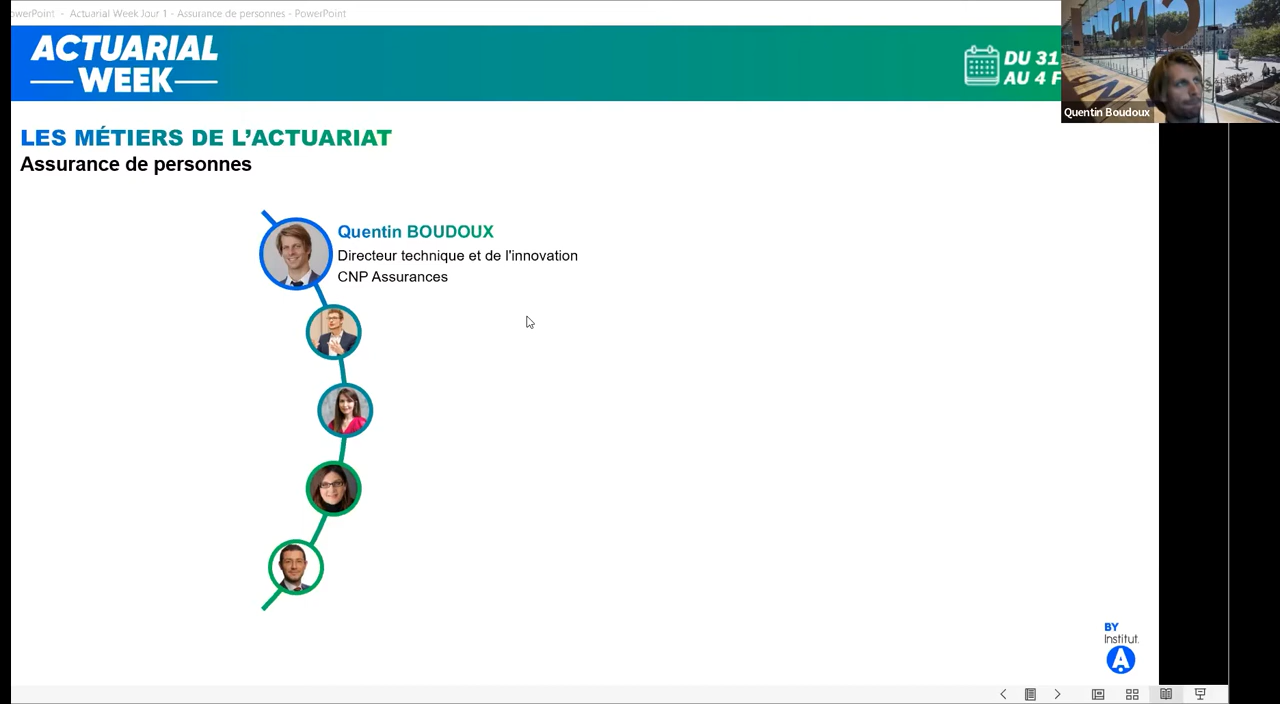 owerPoint - Actuarial Week Jour 1 - Assurance de personnes - PowerPoint
ACTUARIAL
WEEK
DU 31
AU 4 F
Quentin Boudoux
LES MÉTIERS DE L'ACTUARIAT
Assurance de personnes
Quentin BOUDOUX
Directeur technique et de l'innovation
CNP Assurances
BY
Institut.
A